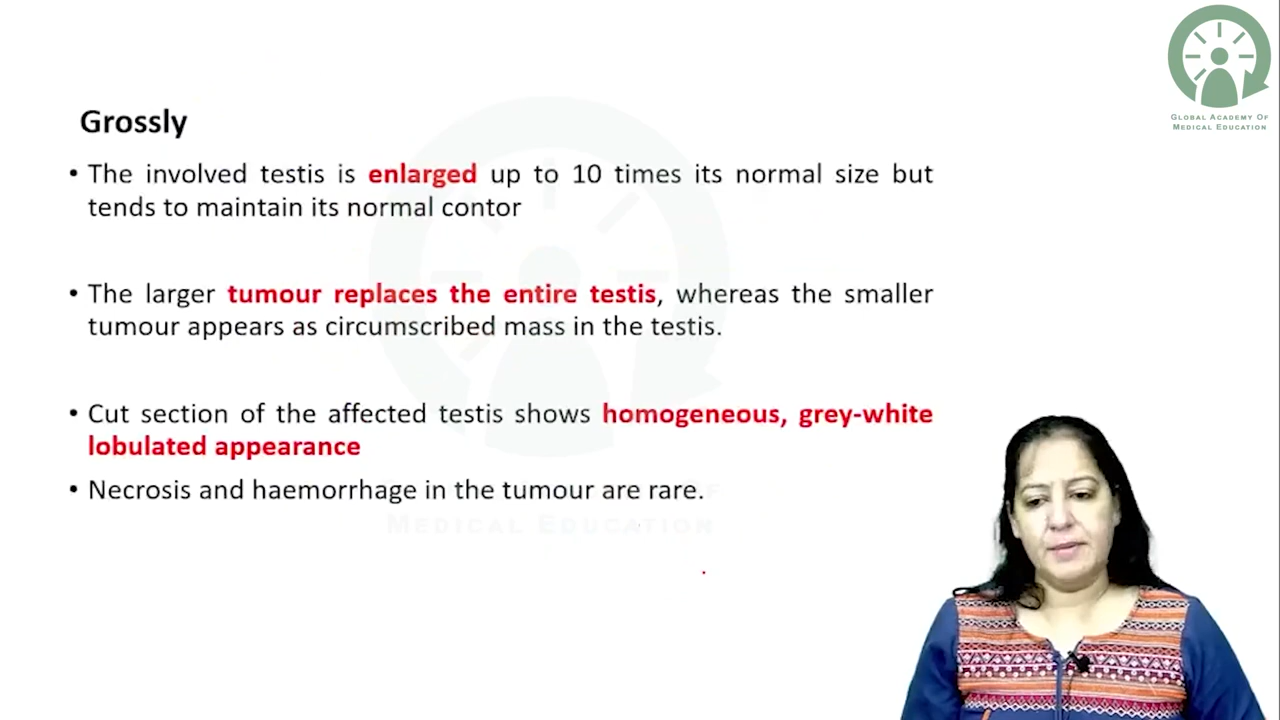 GLOBAL ACADEMY OF
MEDICAL EDUCATION
Grossly
• The involved testis is enlarged up to 10 times its normal size but
tends to maintain its normal contor
• The larger tumour replaces the entire testis, whereas the smaller
tumour appears as circumscribed mass in the testis.
• Cut section of the affected testis shows homogeneous, grey-white
lobulated appearance
• Necrosis and haemorrhage in the tumour are rare.
MEDICAL EDUCATION